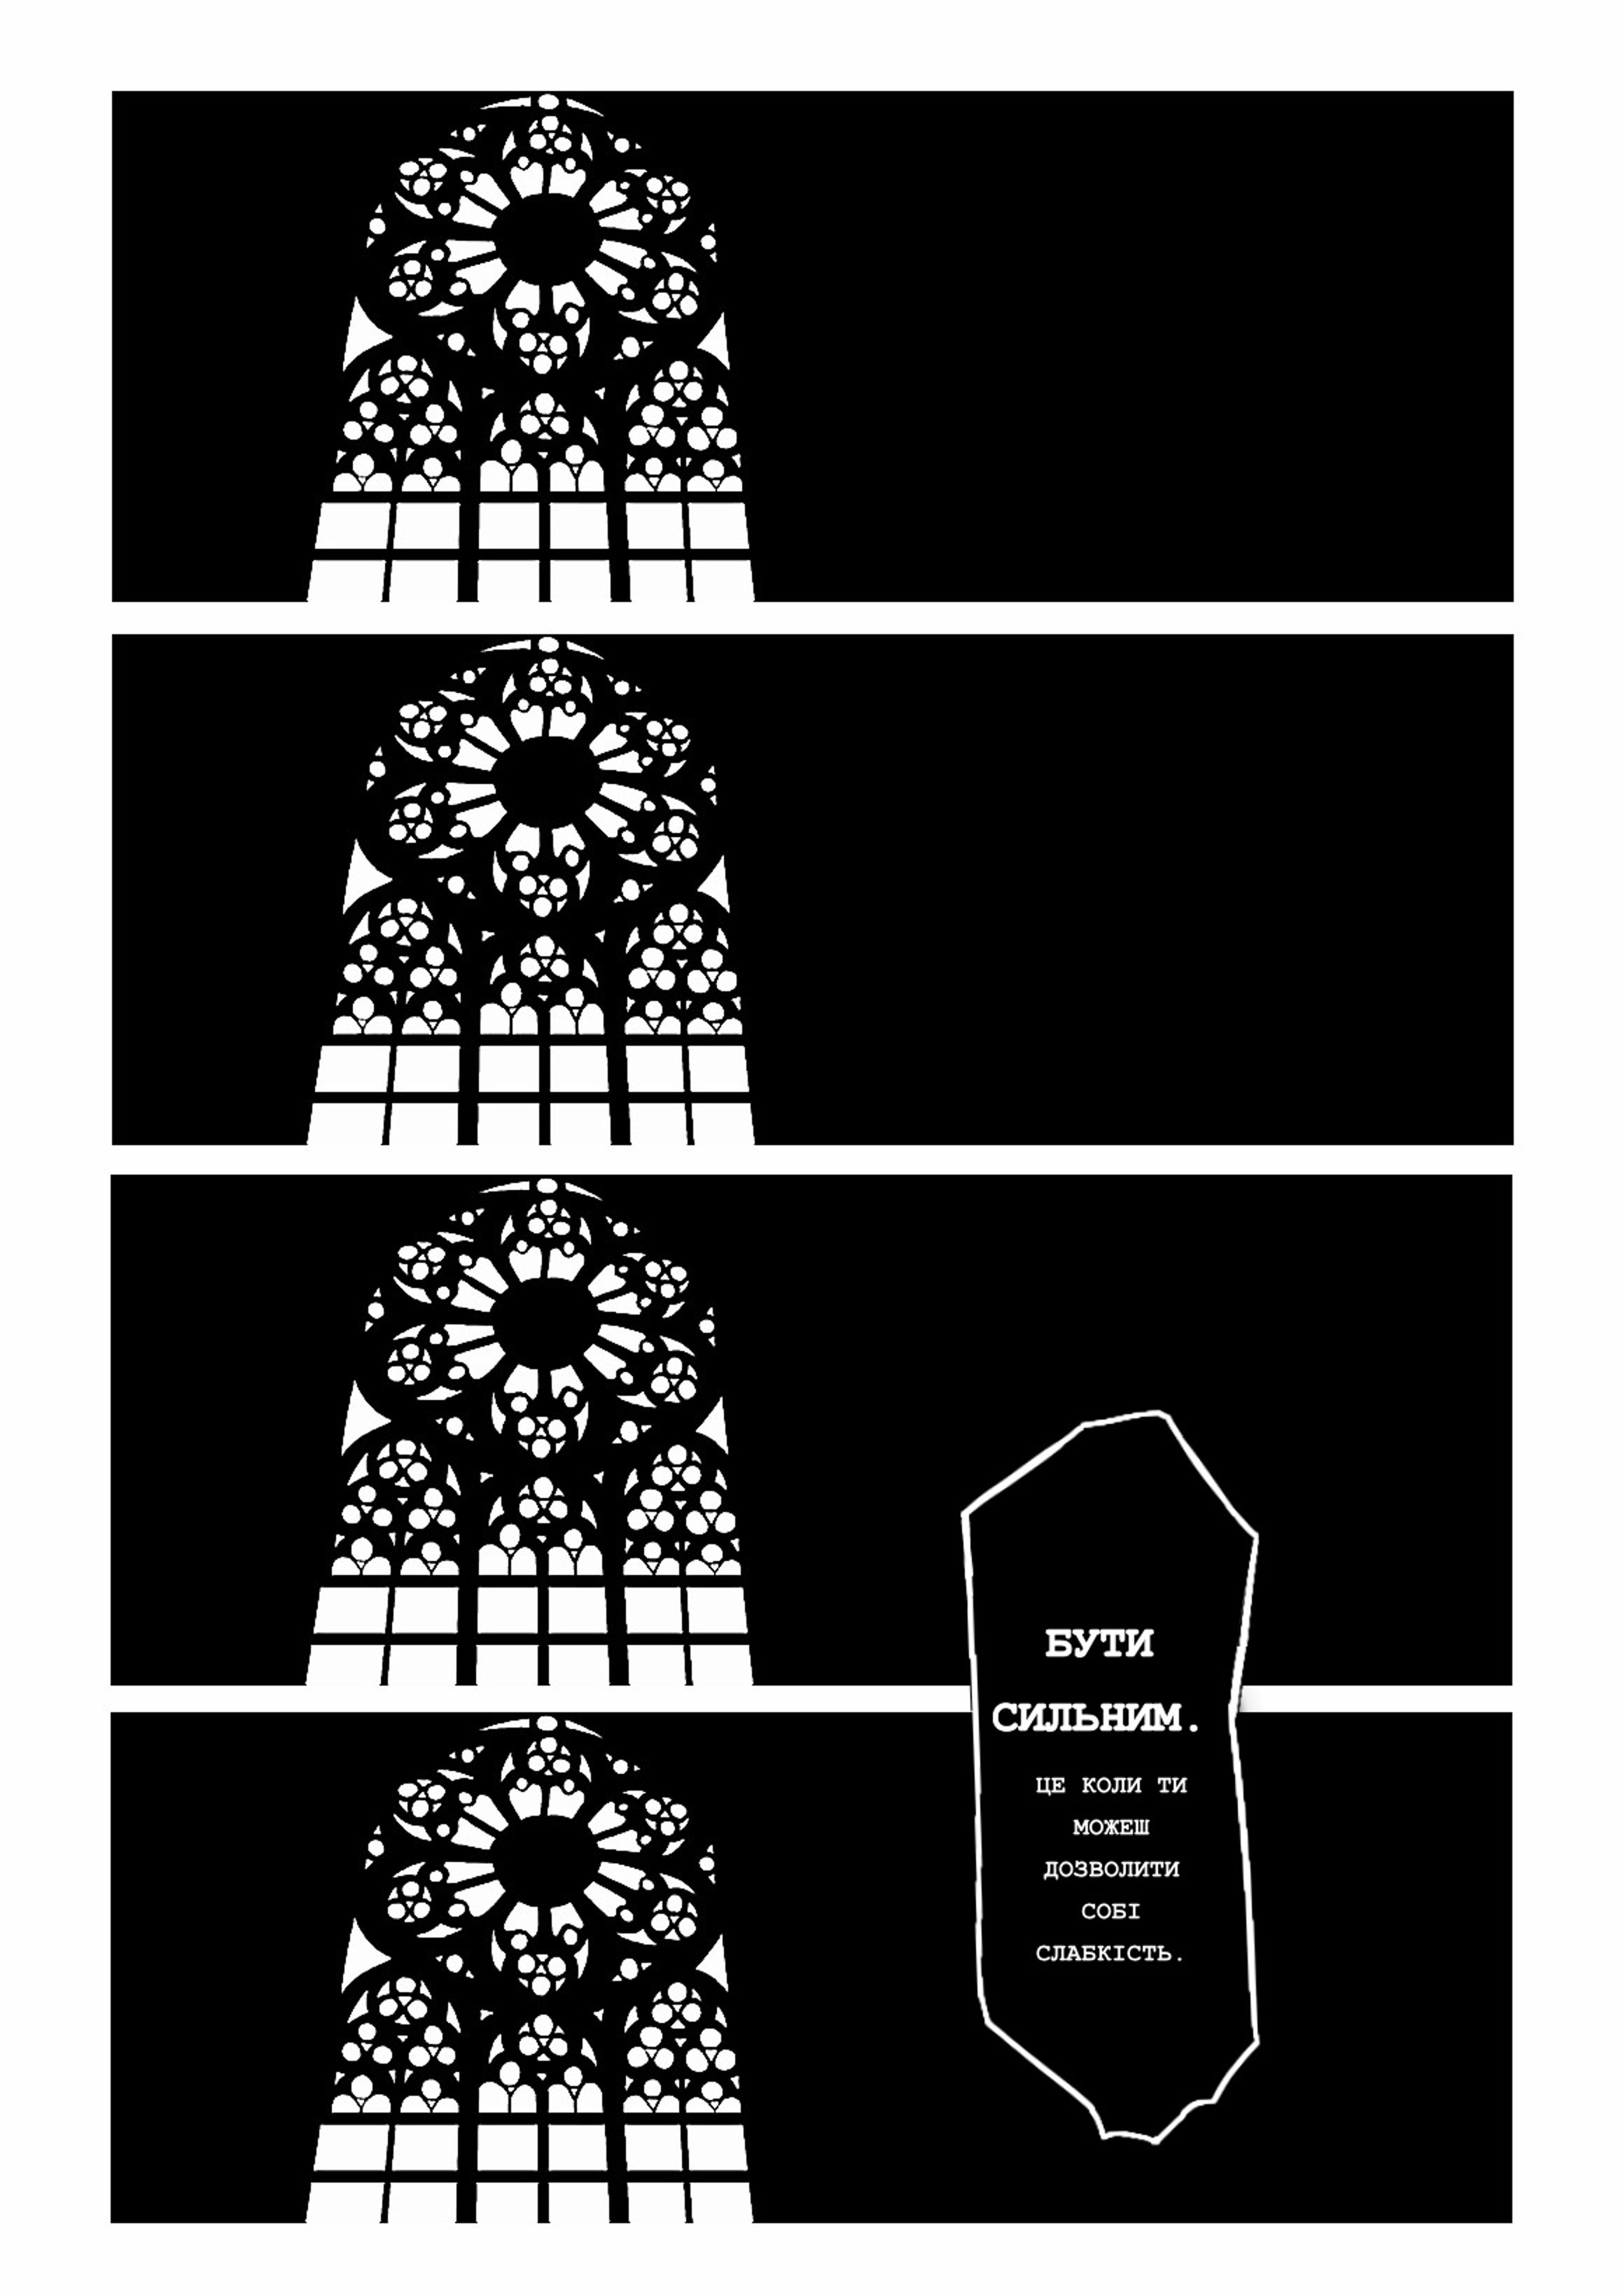 БУТИ
СИЛЬНИМ.
ЦЕ КОЛИ ТИ
МОЖЕШ
ДОЗВОЛИТИ
СОБІ
СЛАБКІСТЬ.